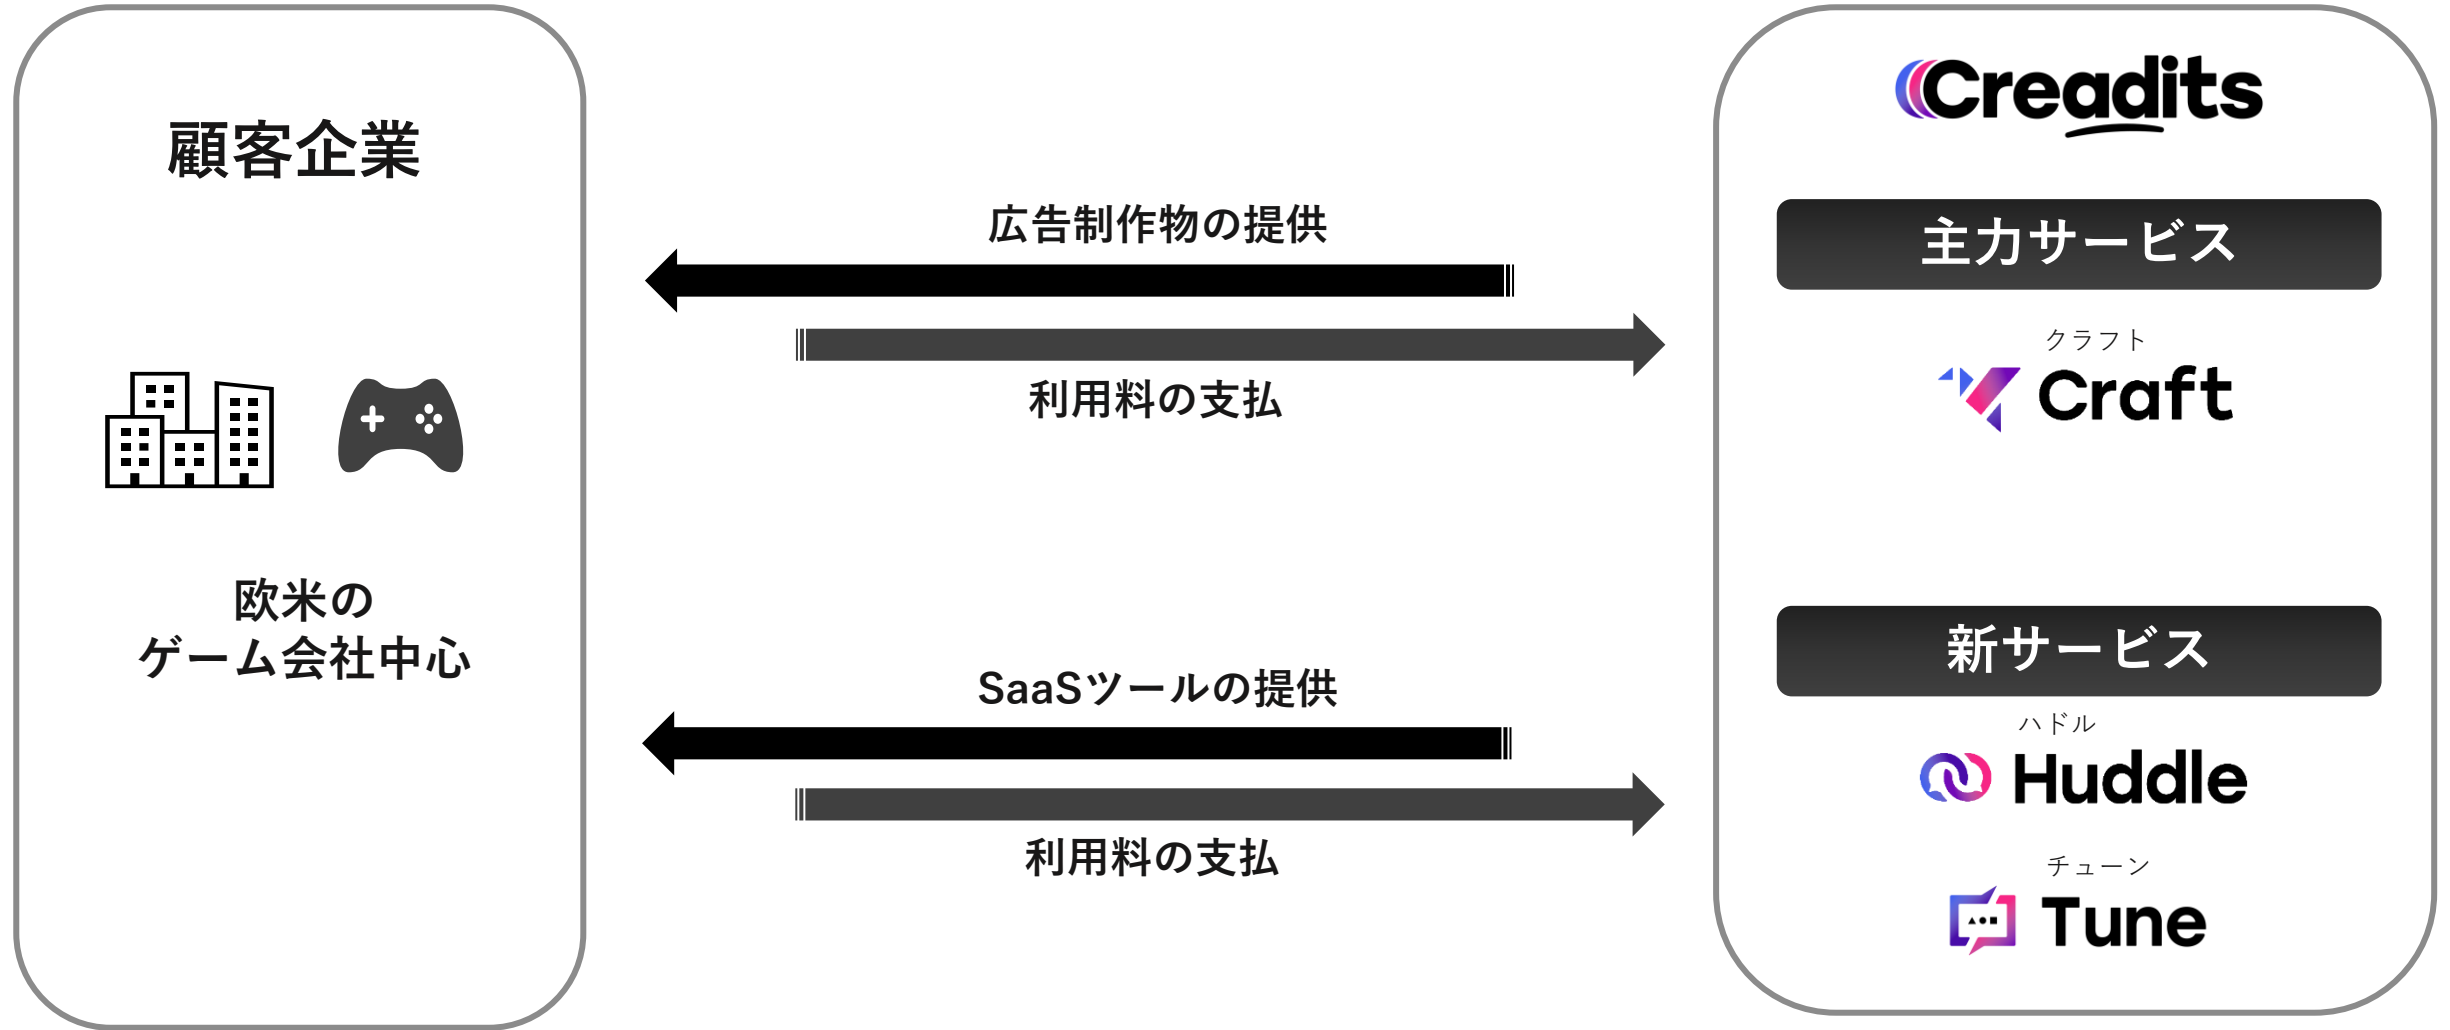 顧客企業
欧米の
ゲーム会社中心
広告制作物の提供
利用料の支払
SaaSツールの提供
利用料の支払
Creadits
主力サービス
クラフト
Craft
新サービス
ハドル
Huddle
チューン
Tune